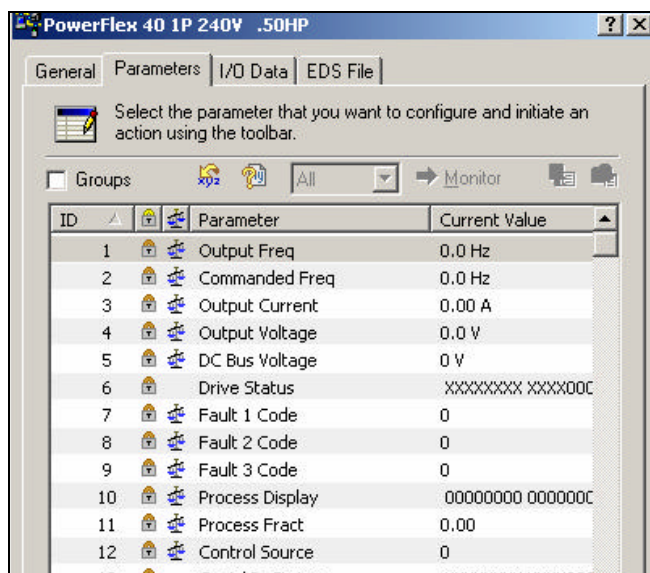 PowerFlex 40 1P 240V .50HP
General Parameters I/O Data EDS File
Select the parameter that you want to configure and initiate an
action using the toolbar.
Groups All Monitor
ID Parameter Current Value
1 Output Freq 0.0 Hz
2 Commanded Freq 0.0 Hz
3 Output Current 0.00 A
4 Output Voltage 0.0 V
5 DC Bus Voltage 0 V
6 Drive Status XXXXXXXX XXXX000
7 Fault 1 Code 0
8 Fault 2 Code 0
9 Fault 3 Code 0
10 Process Display 00000000 0000000
11 Process Fract 0.00
12 Control Source 0